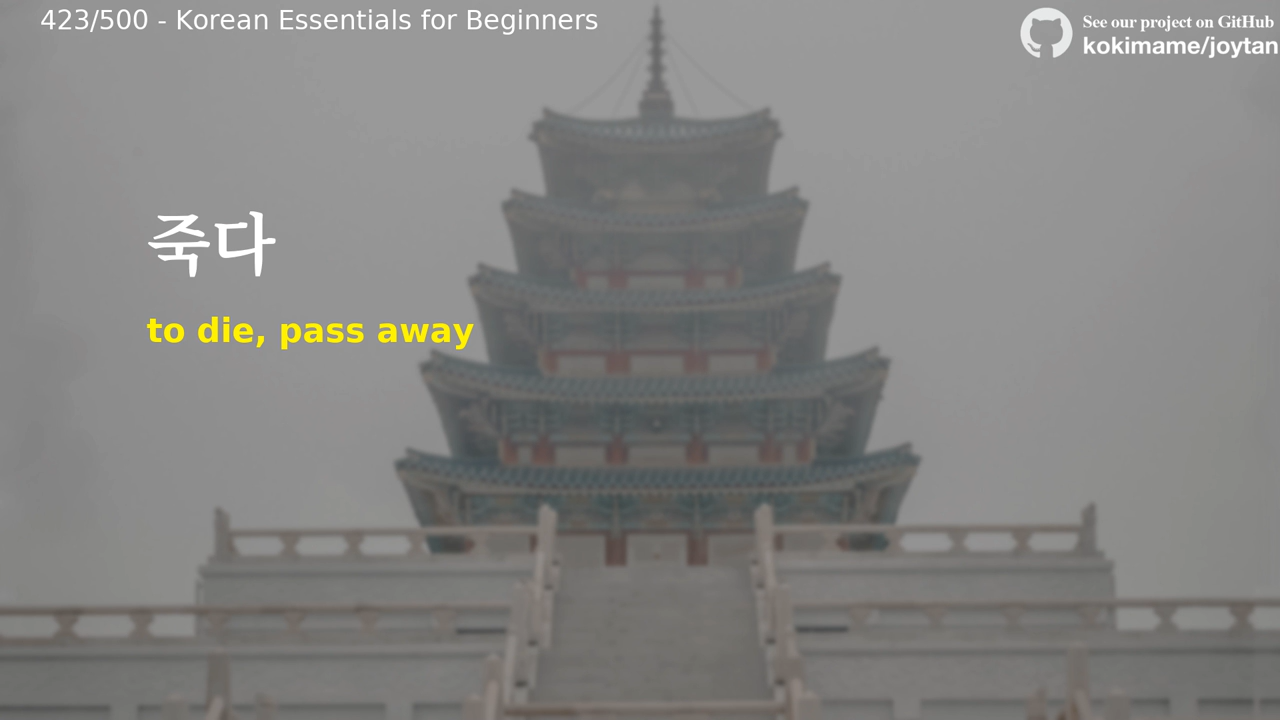 423/500 - Korean Essentials for Beginners
See our project on GitHub
kokimame/joytan
죽다
to die, pass away